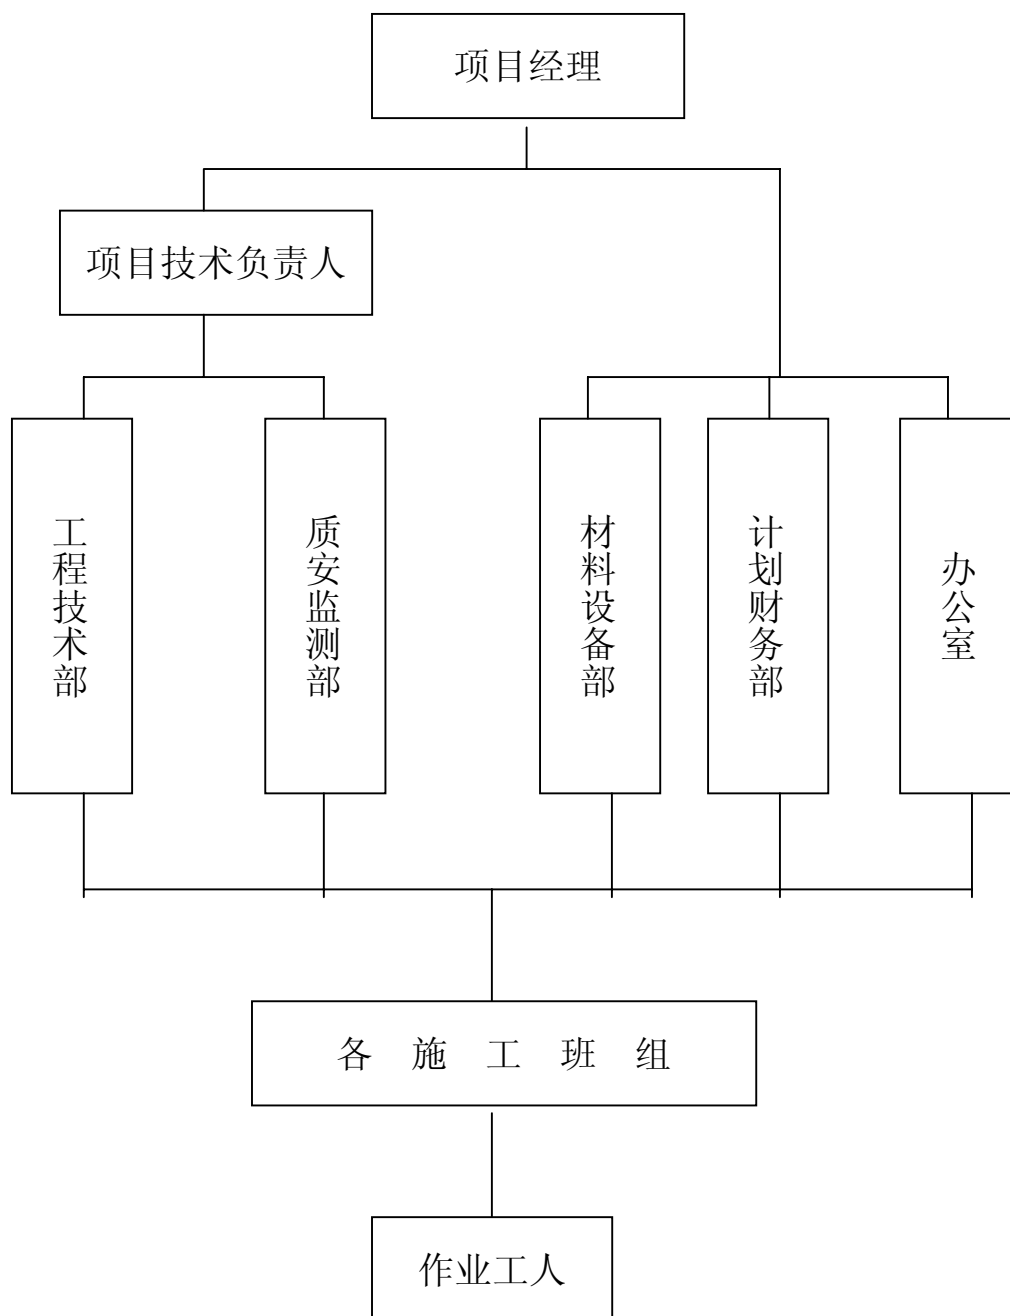 项目经理
项目技术负责人
工程技术部
质安监测部
材料设备部
计划财务部
办公室
各 施 工 班 组
作业工人